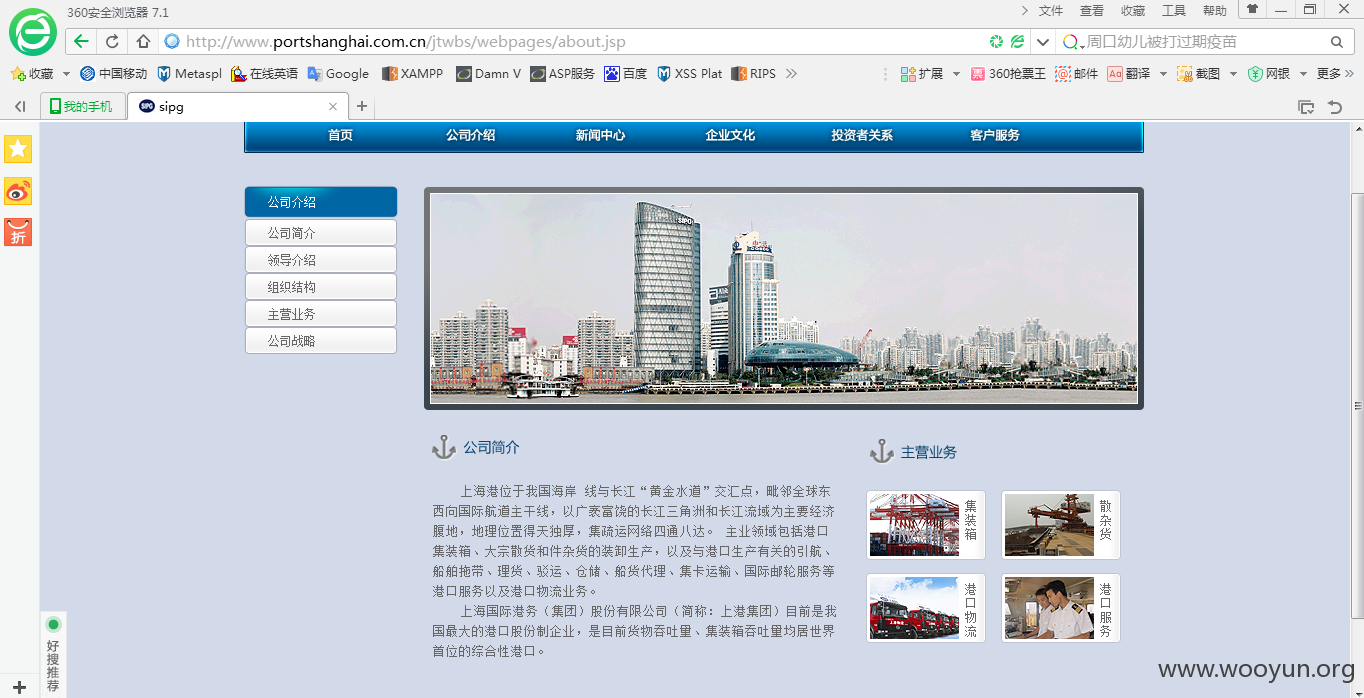 360安全浏览器 7.1
文件 查看 收藏 工具 帮助
http://www.portshanghai.com.cn/jtwbs/webpages/about.jsp
周口幼儿被打过期疫苗
收藏 中国移动 Metaspl 在线英语 Google XAMPP Damn V ASP服务 百度 XSS Plat RIPS
扩展 360抢票王 邮件 翻译 截图 网银 更多
我的手机
sipg
首页 公司介绍 新闻中心 企业文化 投资者关系 客户服务
折
公司介绍
公司简介
领导介绍
组织结构
主营业务
公司战略
SIPG
公司简介
上海港位于我国海岸 线与长江“黄金水道”交汇点，毗邻全球东
西向国际航道主干线，以广袤富饶的长江三角洲和长江流域为主要经济
腹地，地理位置得天独厚，集疏运网络四通八达。 主业领域包括港口
集装箱、大宗散货和件杂货的装卸生产，以及与港口生产有关的引航、
船舶拖带、理货、驳运、仓储、船货代理、集卡运输、国际邮轮服务等
港口服务以及港口物流业务。
上海国际港务（集团）股份有限公司（简称：上港集团）目前是我
国最大的港口股份制企业，是目前货物吞吐量、集装箱吞吐量均居世界
首位的综合性港口。
主营业务
集装箱
散杂货
港口物流
港口服务
好搜推荐
www.wooyun.org